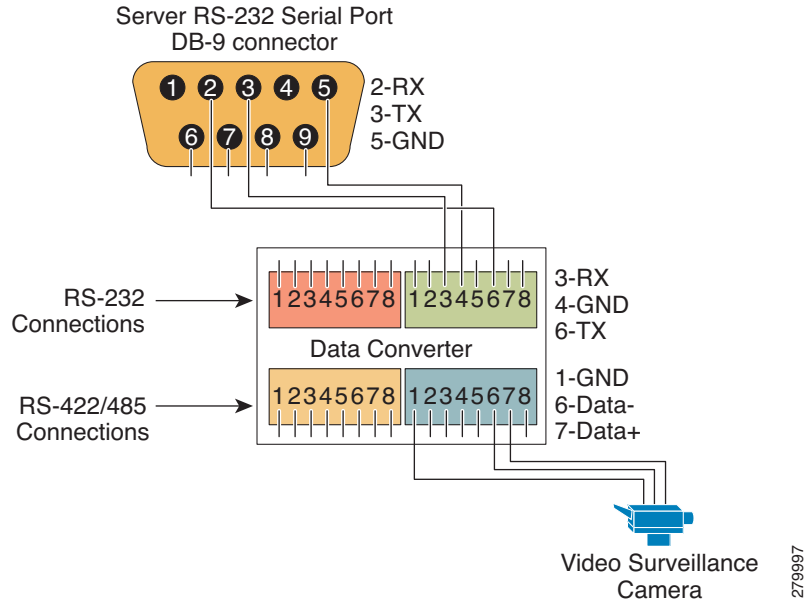 Server RS-232 Serial Port
DB-9 connector
1 2 3 4 5
2-RX
3-TX
5-GND
6 7 8 9
RS-232
Connections
12345678
12345678
3-RX
4-GND
6-TX
Data Converter
RS-422/485
Connections
12345678
12345678
1-GND
6-Data-
7-Data+
Video Surveillance
Camera
279997